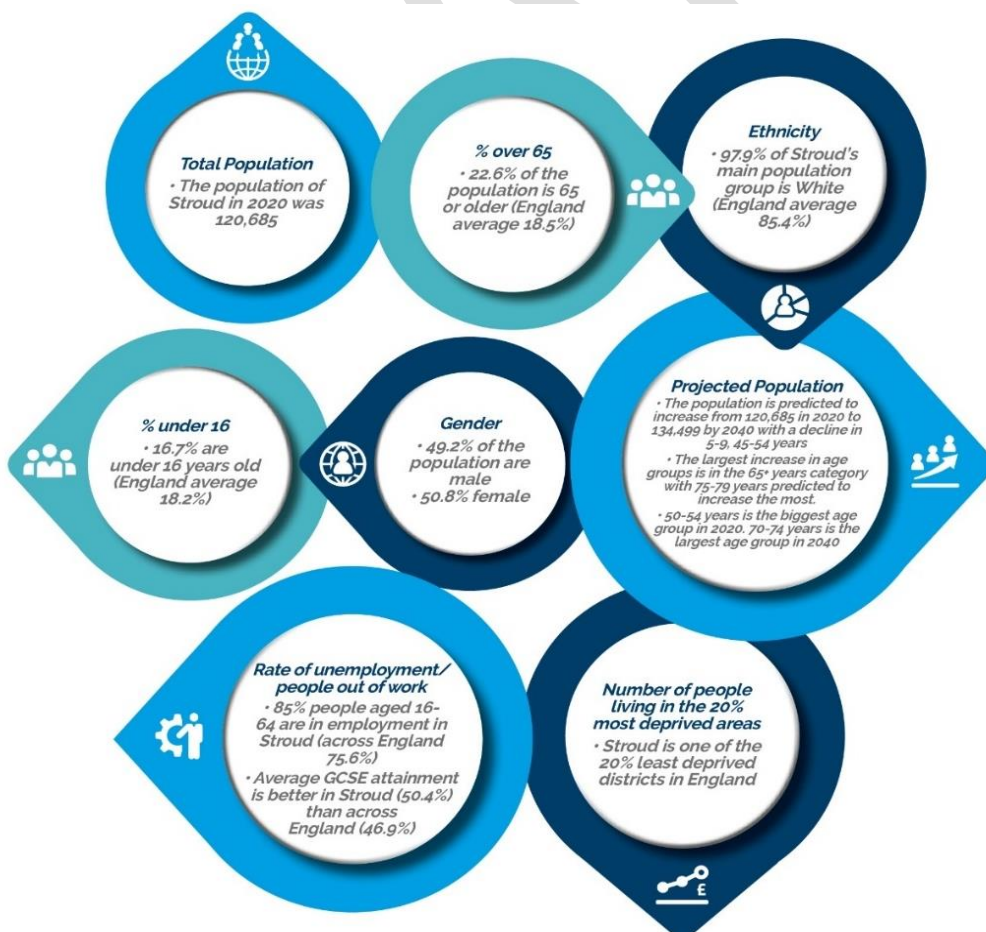 Total Population
• The population of
Stroud in 2020 was
120,685
% over 65
• 22.6% of the
population is 65
or older (England
average 18.5%)
Ethnicity
• 97.9% of Stroud's
main population
group is White
(England average
85.4%)
% under 16
• 16.7% are
under 16 years old
(England average
18.2%)
Gender
• 49.2% of the
population are
male
• 50.8% female
Projected Population
• The population is predicted to
increase from 120,685 in 2020 to
134,499 by 2040 with a decline in
5-9, 45-54 years
• The largest increase in age
groups is in the 65+ years category
with 75-79 years predicted to
increase the most.
• 50-54 years is the biggest age
group in 2020. 70-74 years is the
largest age group in 2040
Rate of unemployment/
people out of work
• 85% people aged 16-
64 are in employment in
Stroud (across England
75.6%)
• Average GCSE attainment
is better in Stroud (50.4%)
than across
England (46.9%)
Number of people
living in the 20%
most deprived areas
• Stroud is one of the
20% least deprived
districts in England
£